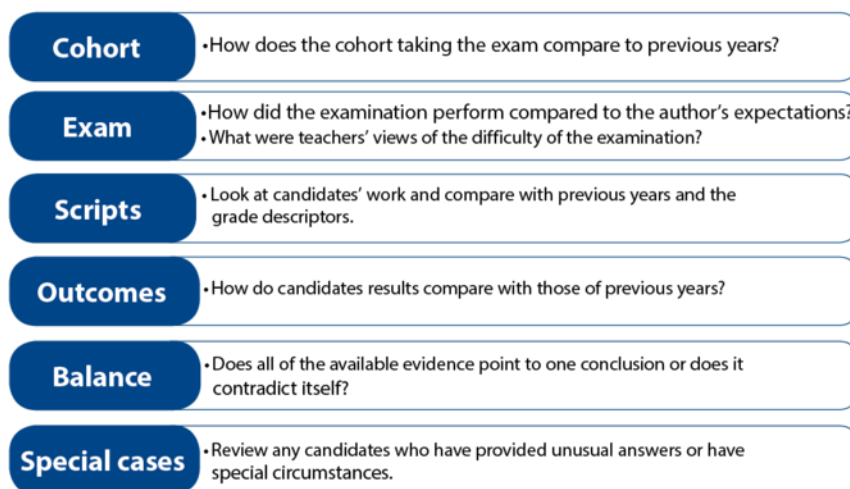 Cohort
•How does the cohort taking the exam compare to previous years?
Exam
•How did the examination perform compared to the author's expectations?
•What were teachers' views of the difficulty of the examination?
Scripts
•Look at candidates' work and compare with previous years and the
grade descriptors.
Outcomes
•How do candidates results compare with those of previous years?
Balance
•Does all of the available evidence point to one conclusion or does it
contradict itself?
Special cases
•Review any candidates who have provided unusual answers or have
special circumstances.